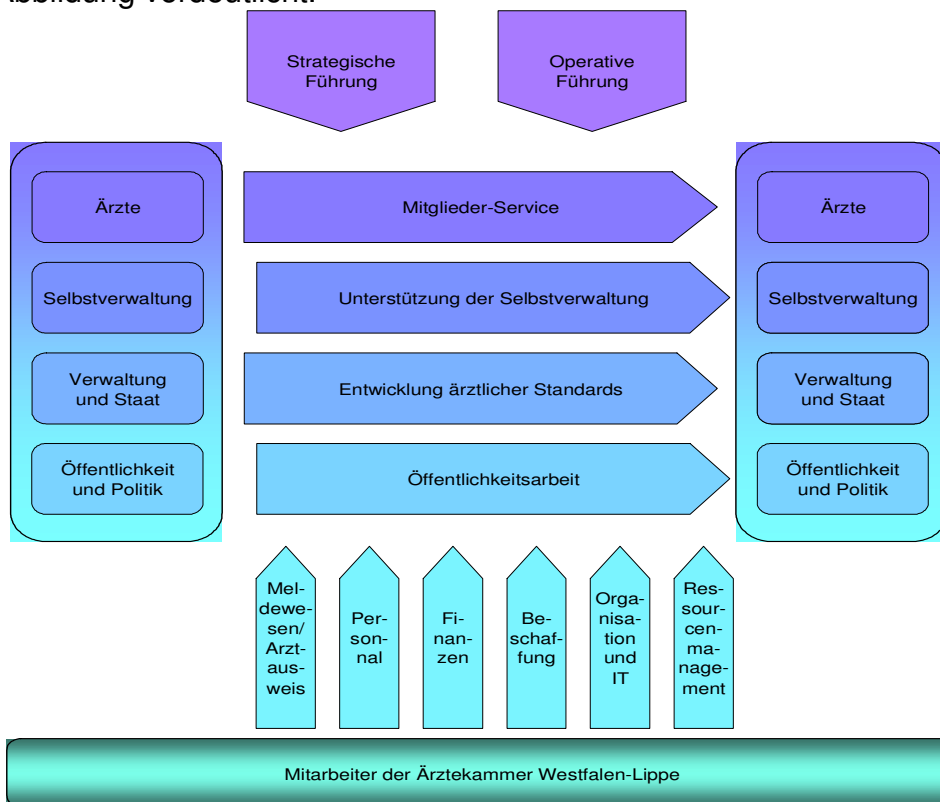 Abbildung verdeutlicht.
Strategische
Führung
Operative
Führung
Ärzte
Selbstverwaltung
Verwaltung
und Staat
Öffentlichkeit
und Politik
Mitglieder-Service
Unterstützung der Selbstverwaltung
Entwicklung ärztlicher Standards
Öffentlichkeitsarbeit
Ärzte
Selbstverwaltung
Verwaltung
und Staat
Öffentlichkeit
und Politik
Mel-
dewe-
sen/
Arzt-
aus-
weis
Per-
son-
nal
Fi-
nan-
zen
Be-
schaf-
fung
Orga-
nisa-
tion
und
IT
Res-
sour-
cen-
ma-
nage-
ment
Mitarbeiter der Ärztekammer Westfalen-Lippe